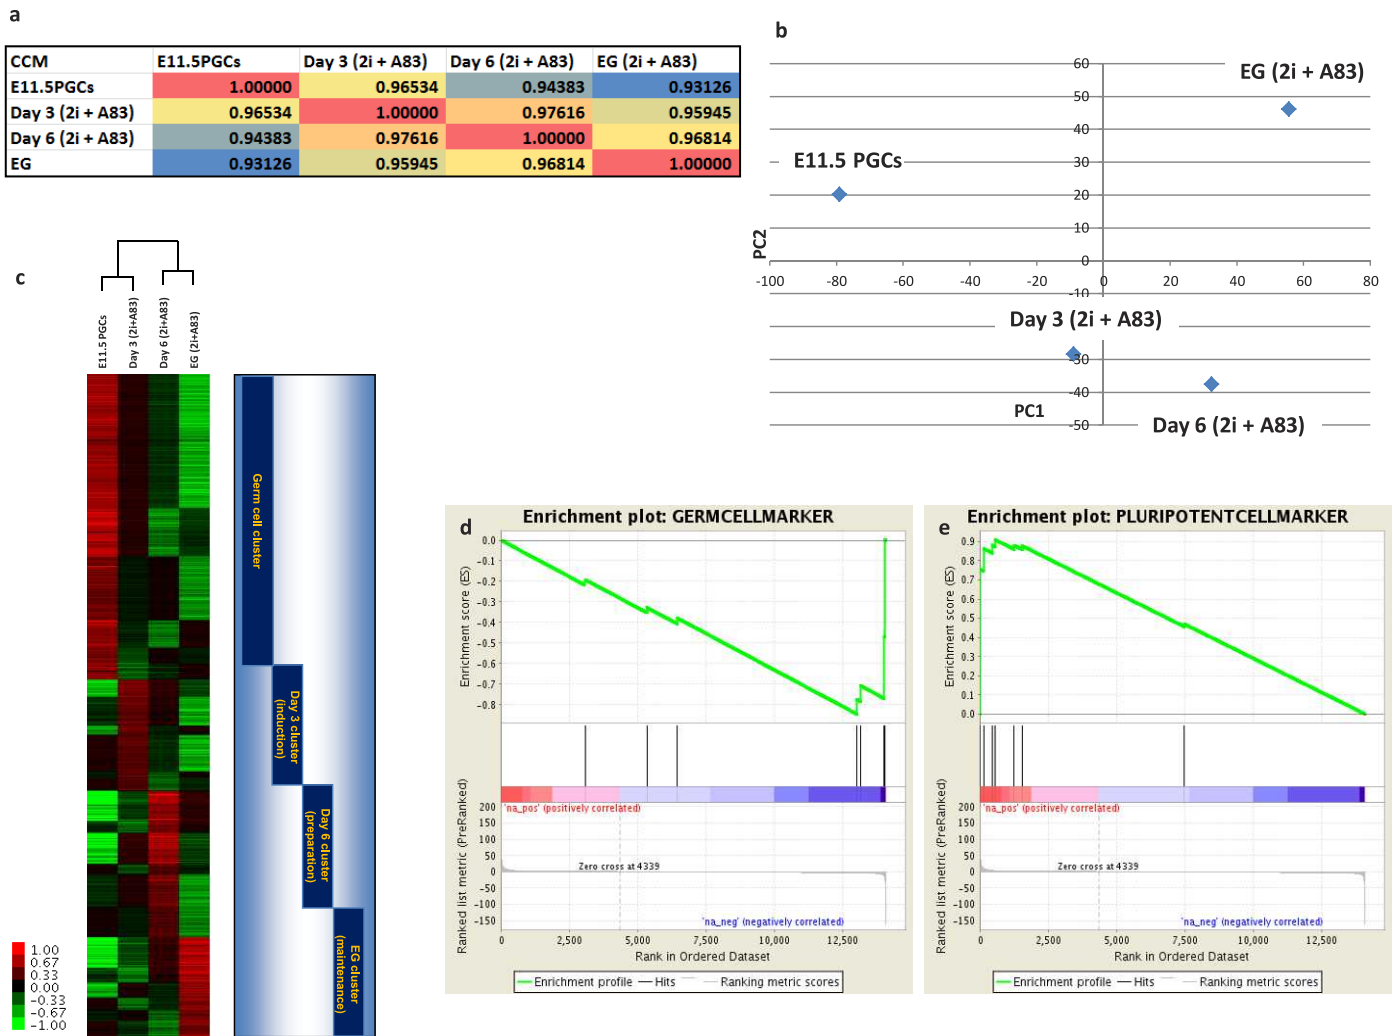 a
CCM E11.5PGCs Day 3 (2i + A83) Day 6 (2i + A83) EG (2i + A83)
E11.5PGCs 1.00000 0.96534 0.94383 0.93126
Day 3 (2i + A83) 0.96534 1.00000 0.97616 0.95945
Day 6 (2i + A83) 0.94383 0.97616 1.00000 0.96814
EG 0.93126 0.95945 0.96814 1.00000
b
60
EG (2i + A83)
50
40
30
E11.5 PGCs
20
10
0
PC2
-100 -80 -60 -40 -20 0 20 40 60 80
-10
Day 3 (2i + A83)
-30
-40
PC1
-50
Day 6 (2i + A83)
c
E11.5 PGCs
Day 3 (2i+A83)
Day 6 (2i+A83)
EG (2i+A83)
Germ cell cluster
Day 3 cluster
(induction)
Day 6 cluster
(preparation)
EG cluster
(maintenance)
1.00
0.67
0.33
0.00
-0.33
-0.67
-1.00
d
Enrichment plot: GERMCELLMARKER
Enrichment score (ES)
0.0
-0.1
-0.2
-0.3
-0.4
-0.5
-0.6
-0.7
-0.8
Ranked list metric (PreRanked)
'na_pos' (positively correlated)
200
150
100
50
0
-50
-100
-150
Zero cross at 4339
'na_neg' (negatively correlated)
0 2,500 5,000 7,500 10,000 12,500
Rank in Ordered Dataset
Enrichment profile Hits Ranking metric scores
e
Enrichment plot: PLURIPOTENTCELLMARKER
Enrichment score (ES)
0.9
0.8
0.7
0.6
0.5
0.4
0.3
0.2
0.1
0.0
Ranked list metric (PreRanked)
'na_pos' (positively correlated)
200
150
100
50
0
-50
-100
-150
Zero cross at 4339
'na_neg' (negatively correlated)
0 2,500 5,000 7,500 10,000 12,500
Rank in Ordered Dataset
Enrichment profile Hits Ranking metric scores